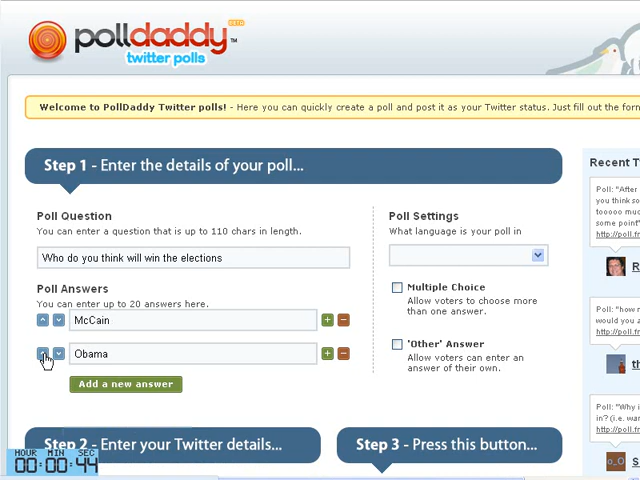 polldaddy™
BETA
twitter polls
Welcome to PollDaddy Twitter polls! - Here you can quickly create a poll and post it as your Twitter status. Just fill out the form
Step 1 - Enter the details of your poll...
Poll Question
You can enter a question that is up to 110 chars in length.
Who do you think will win the elections
Poll Answers
You can enter up to 20 answers here.
McCain
Obama
Add a new answer
Poll Settings
What language is your poll in
Multiple Choice
Allow voters to choose more
than one answer.
'Other' Answer
Allow voters can enter an
answer of their own.
Step 2 - Enter your Twitter details...
Step 3 - Press this button...
Recent T
Poll: "After
you think so
tooooo muc
some point"
http://poll.fr
R
Poll: "how m
would you a
http://poll.fr
th
Poll: "Why i
college? (
(i.e. wan
http://poll.fr
S
HOUR MIN SEC
00:00:44